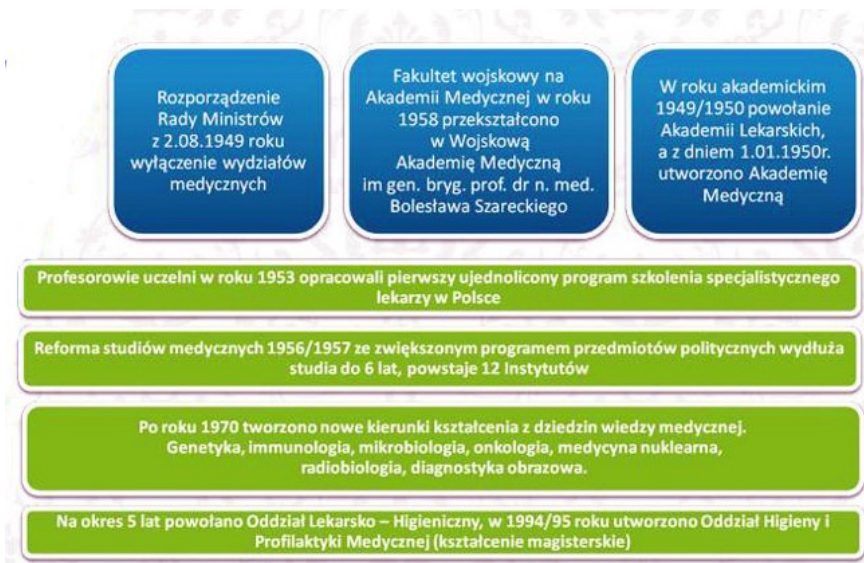 Rozporządzenie
Rady Ministrów
z 2.08.1949 roku
wyłączenie wydziałów
medycznych
Fakultet wojskowy na
Akademii Medycznej w roku
1958 przekształcono
w Wojskową
Akademię Medyczną
im gen. bryg. prof. dr n. med.
Bolesława Szareckiego
W roku akademickim
1949/1950 powołanie
Akademii Lekarskich,
a z dniem 1.01.1950r.
utworzono Akademię
Medyczną
Profesorowie uczelni w roku 1953 opracowali pierwszy ujednolicony program szkolenia specjalistycznego
lekarzy w Polsce
Reforma studiów medycznych 1956/1957 ze zwiększonym programem przedmiotów politycznych wydłuża
studia do 6 lat, powstaje 12 Instytutów
Po roku 1970 tworzono nowe kierunki kształcenia z dziedzin wiedzy medycznej.
Genetyka, immunologia, mikrobiologia, onkologia, medycyna nuklearna,
radiobiologia, diagnostyka obrazowa.
Na okres 5 lat powołano Oddział Lekarsko – Higieniczny, w 1994/95 roku utworzono Oddział Higieny i
Profilaktyki Medycznej (kształcenie magisterskie)